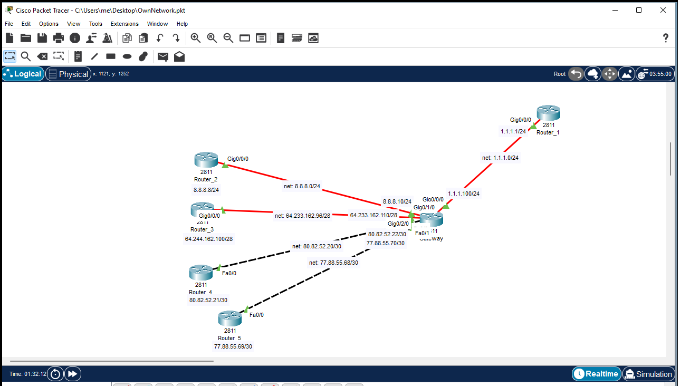 Cisco Packet Tracer - C:\Users\me\Desktop\OwnNetwork.pkt
File Edit Options View Tools Extensions Window Help
Logical Physical x: 1121, y: 1252 Root 03:55:00
Gig0/0/0
2811
1.1.1.1/24
Router_1
net: 1.1.1.0/24
Gig0/0/0
2811
Router_2
8.8.8.8/24
net: 8.8.8.0/24
1.1.1.100/24
8.8.8.10/24
Gig0/0/0
Gig0/1/0
Gig0/0/0
2811
Router_3
64.244.162.100/28
net: 64.233.162.96/28
64.233.162.110/28
Gig0/2/0
80.82.52.22/30
Fa0/1
77.88.55.70/30
net: 80.82.52.20/30
net: 77.88.55.68/30
Fa0/0
2811
Router_4
80.82.52.21/30
Fa0/0
2811
Router_5
77.88.55.69/30
Time: 01:32:12 Realtime Simulation